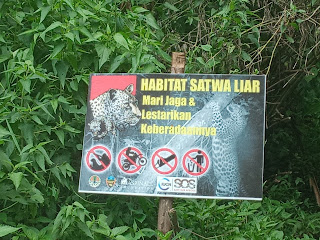 HABITAT SATWA LIAR
Mari Jaga &
Lestarikan
Keberadaannya
SOS